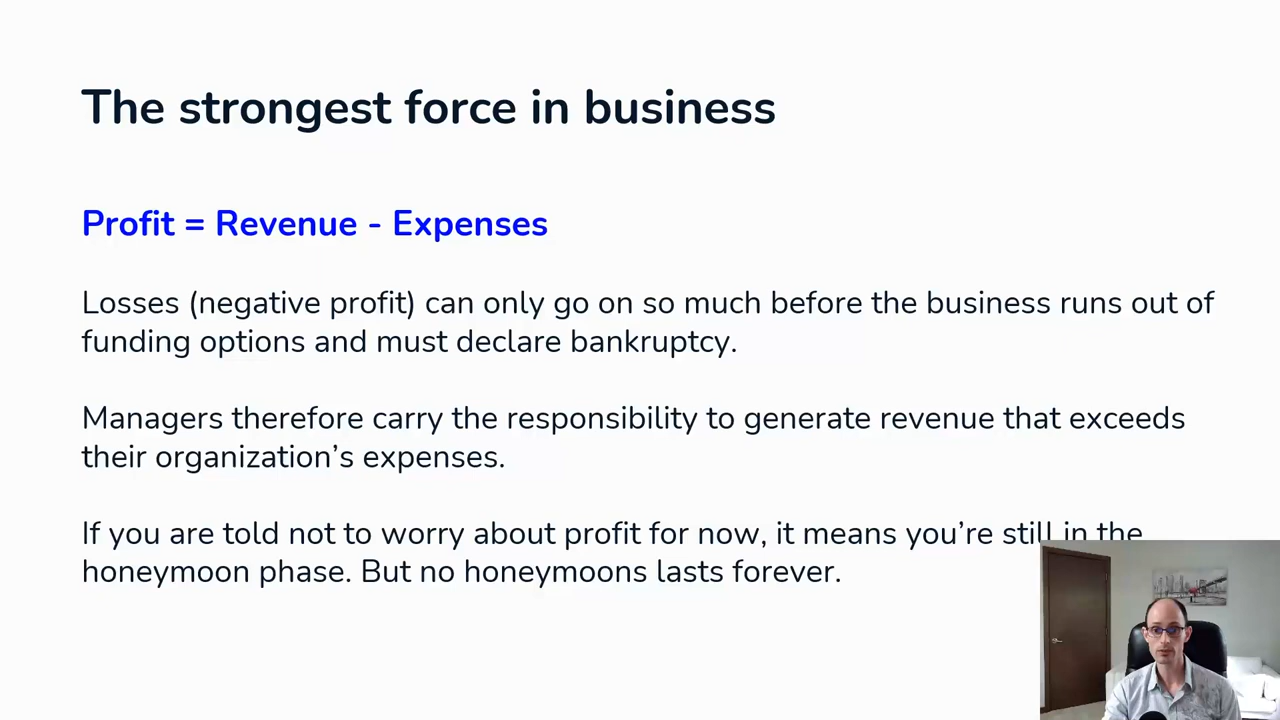 The strongest force in business
Profit = Revenue - Expenses
Losses (negative profit) can only go on so much before the business runs out of
funding options and must declare bankruptcy.
Managers therefore carry the responsibility to generate revenue that exceeds
their organization’s expenses.
If you are told not to worry about profit for now, it means you’re still in the
honeymoon phase. But no honeymoons lasts forever.